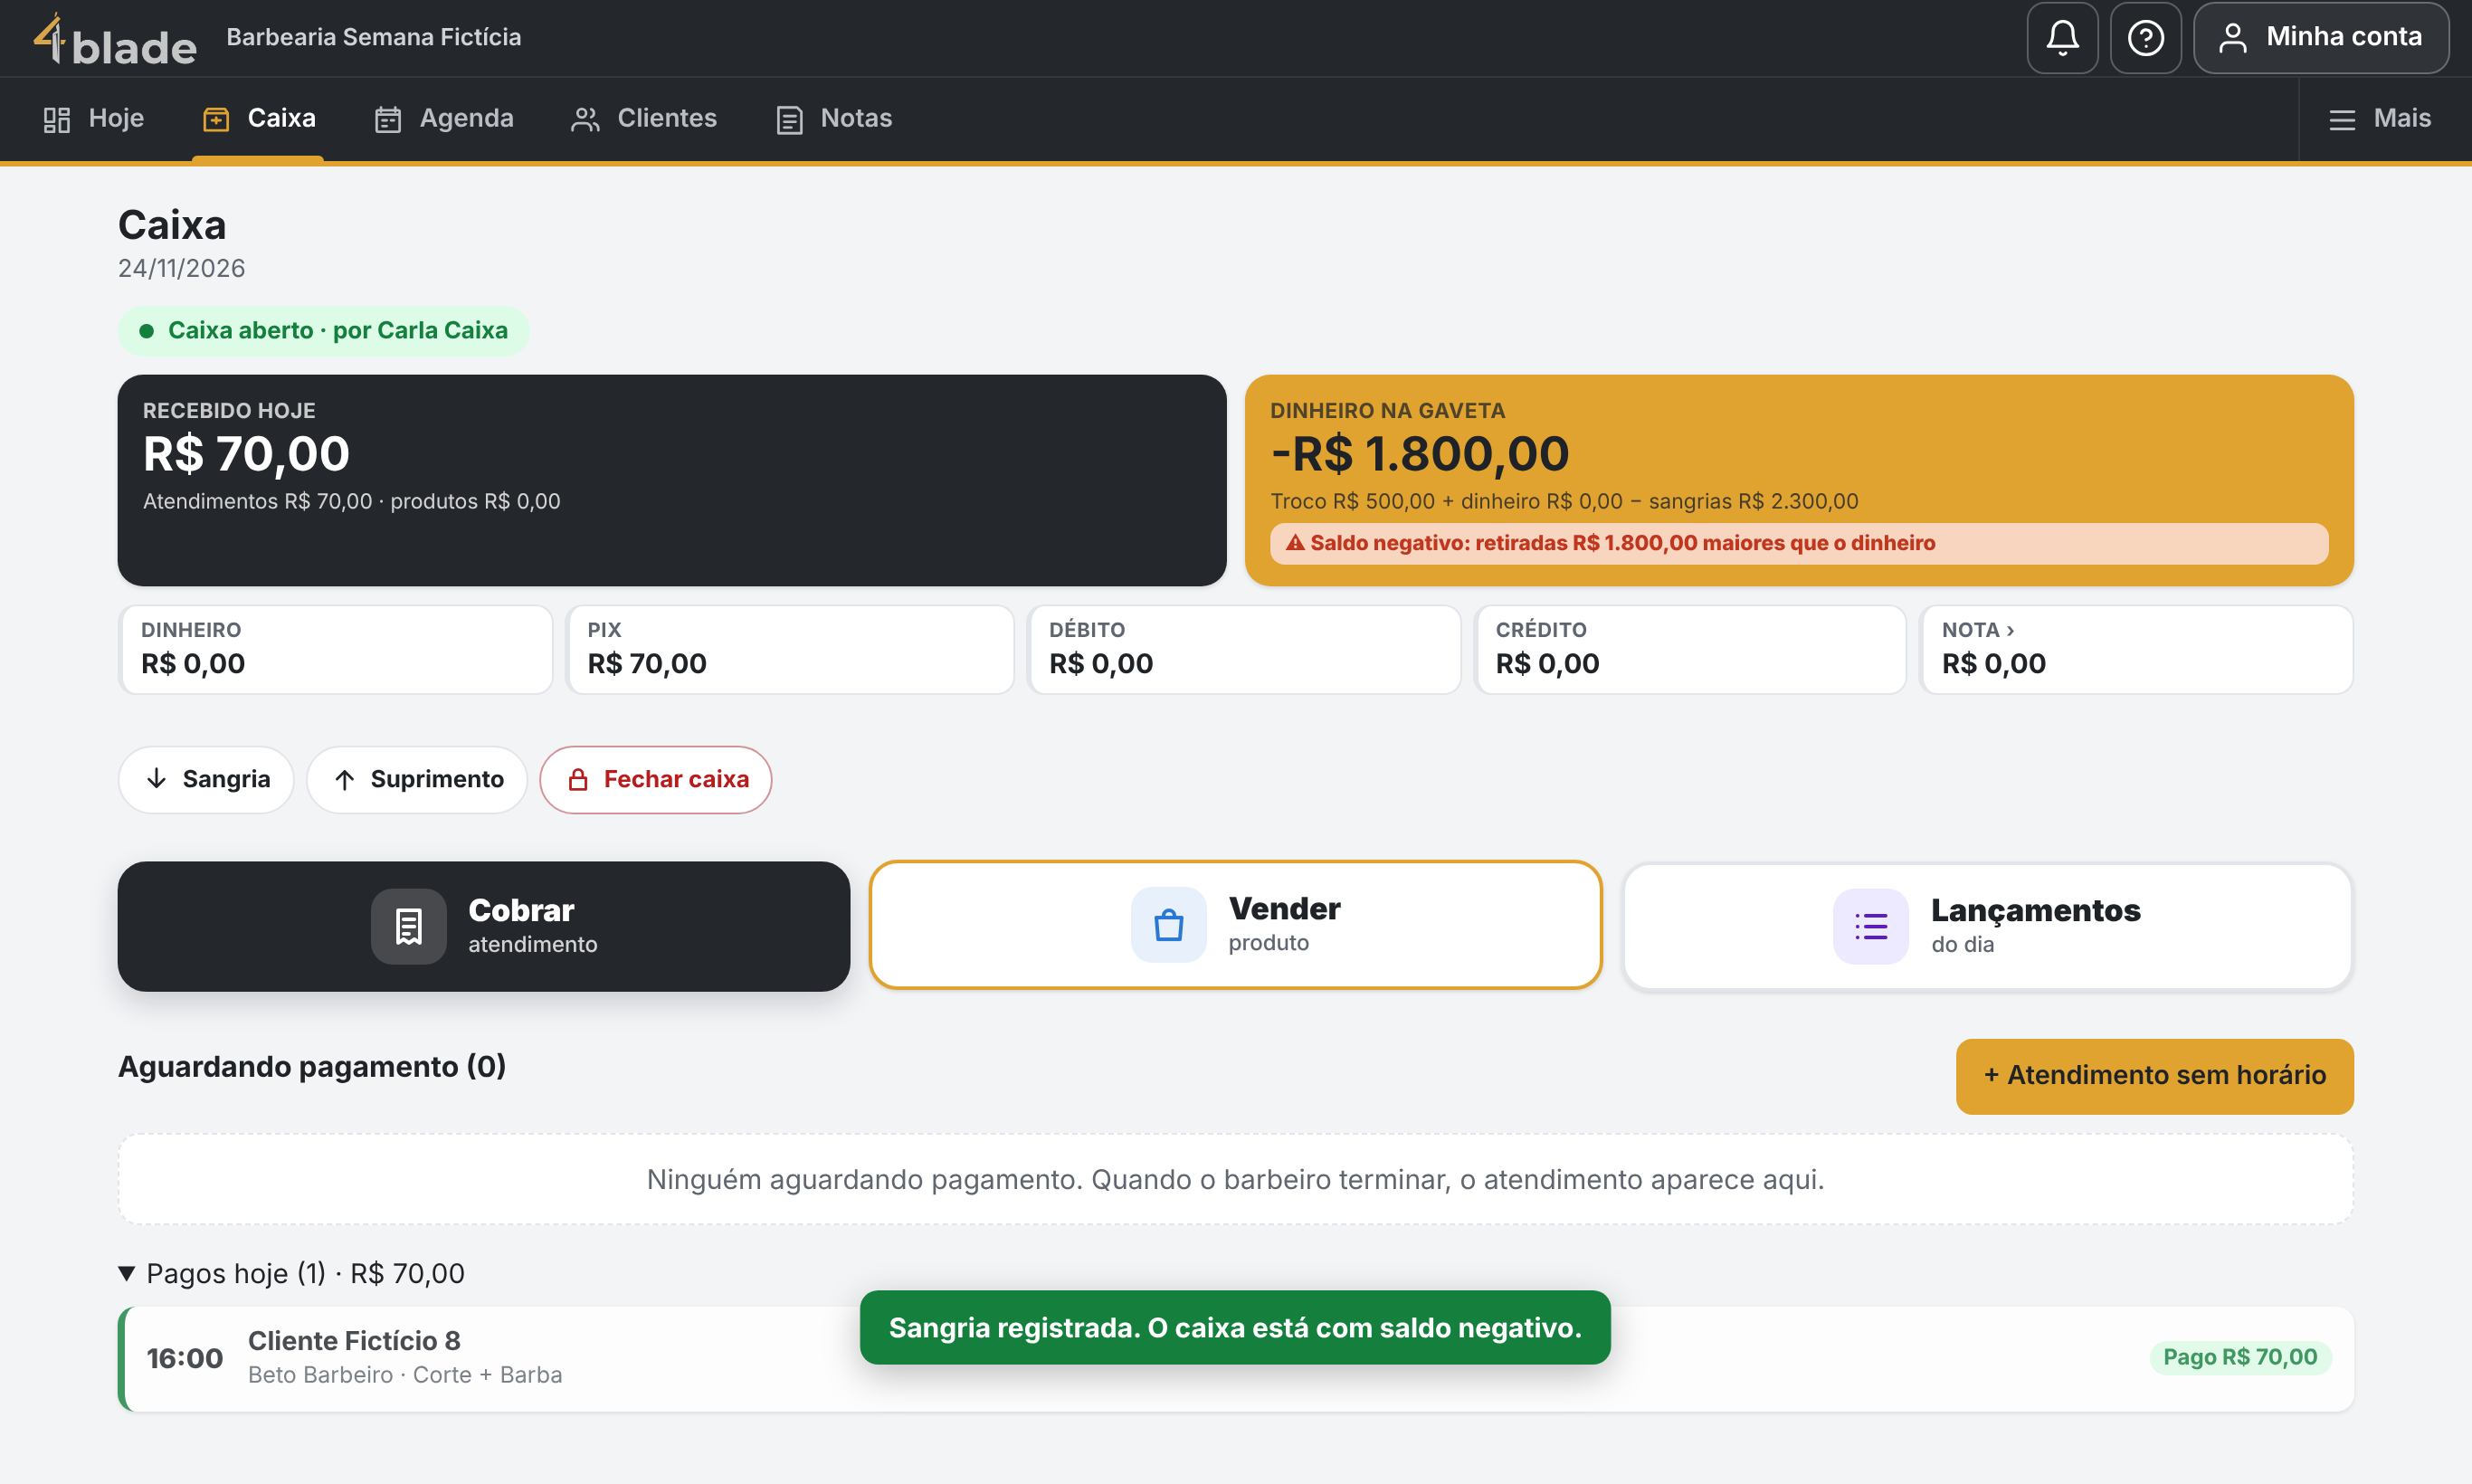 4blade
Barbearia Semana Fictícia
Minha conta
Hoje
Caixa
Agenda
Clientes
Notas
Mais
Caixa
24/11/2026
Caixa aberto · por Carla Caixa
RECEBIDO HOJE
R$ 70,00
Atendimentos R$ 70,00 · produtos R$ 0,00
DINHEIRO NA GAVETA
-R$ 1.800,00
Troco R$ 500,00 + dinheiro R$ 0,00 − sangrias R$ 2.300,00
Saldo negativo: retiradas R$ 1.800,00 maiores que o dinheiro
DINHEIRO
R$ 0,00
PIX
R$ 70,00
DÉBITO
R$ 0,00
CRÉDITO
R$ 0,00
NOTA ›
R$ 0,00
Sangria
Suprimento
Fechar caixa
Cobrar
atendimento
Vender
produto
Lançamentos
do dia
Aguardando pagamento (0)
+ Atendimento sem horário
Ninguém aguardando pagamento. Quando o barbeiro terminar, o atendimento aparece aqui.
▼ Pagos hoje (1) · R$ 70,00
16:00
Cliente Fictício 8
Beto Barbeiro · Corte + Barba
Sangria registrada. O caixa está com saldo negativo.
Pago R$ 70,00